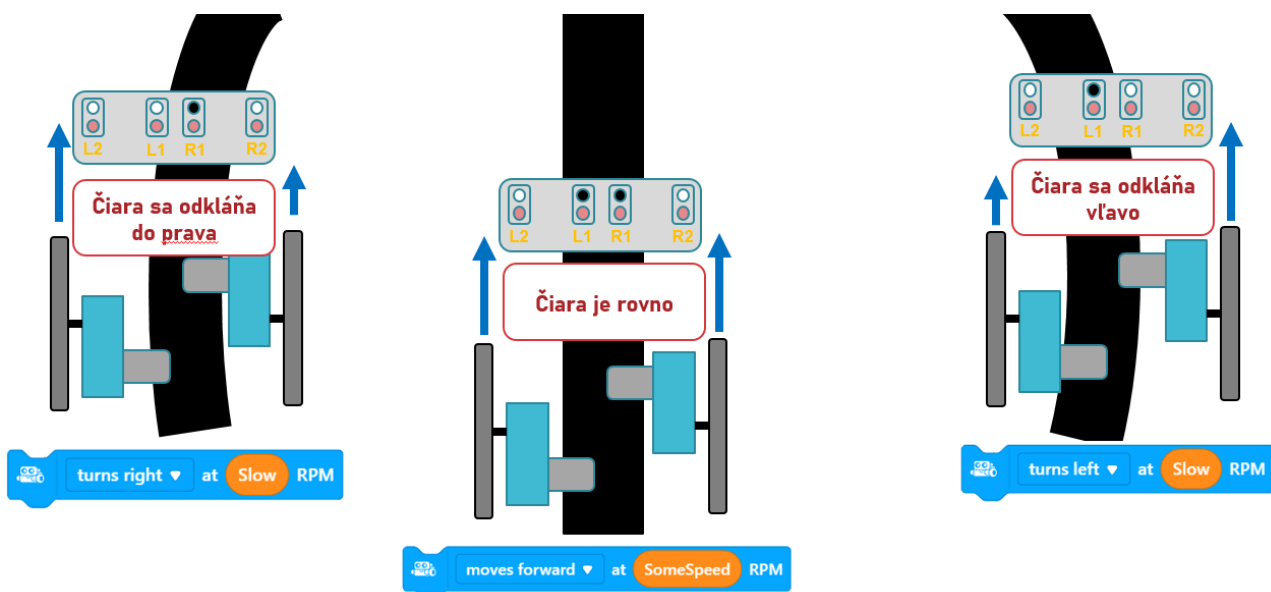 L2 L1 R1 R2
Čiara sa odkláňa
do prava
turns right ▼ at Slow RPM
L2 L1 R1 R2
Čiara je rovno
moves forward ▼ at SomeSpeed RPM
L2 L1 R1 R2
Čiara sa odkláňa
vľavo
turns left ▼ at Slow RPM